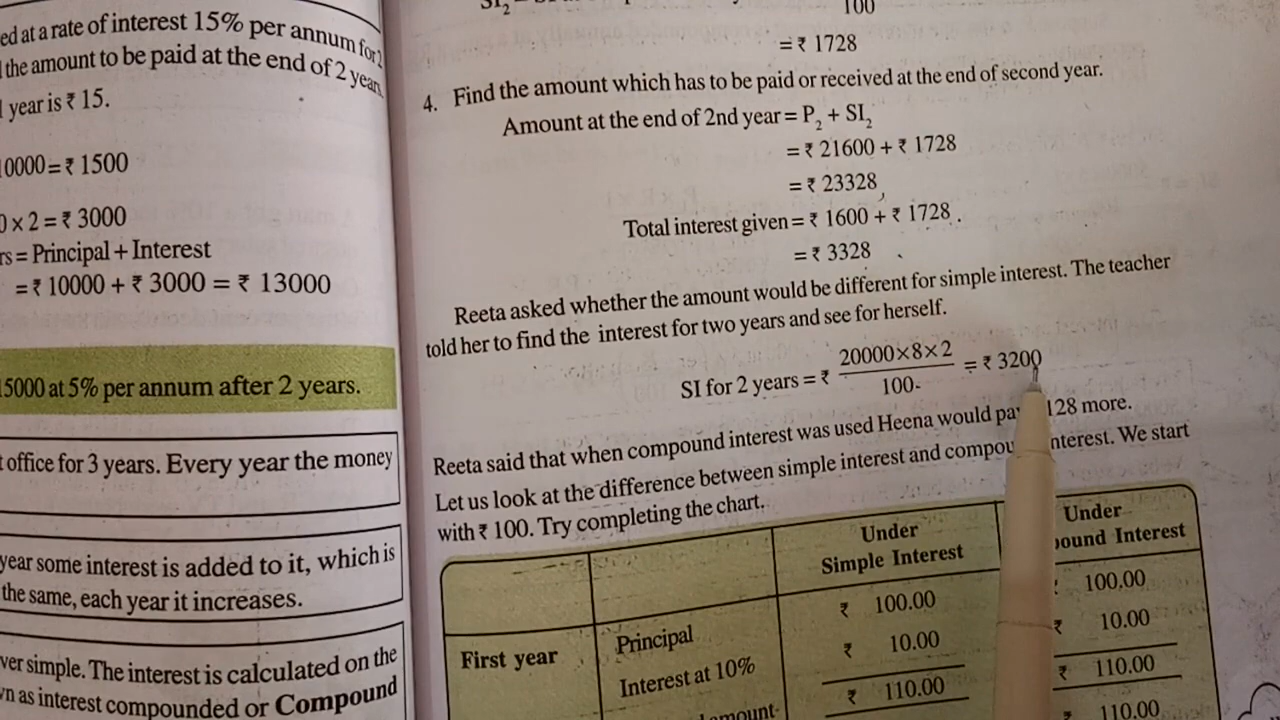 ed at a rate of interest 15% per annum for
the amount to be paid at the end of 2 years
year is ₹ 15.
0000 = ₹ 1500
0 × 2 = ₹ 3000
rs = Principal + Interest
= ₹ 10000 + ₹ 3000 = ₹ 13000
5000 at 5% per annum after 2 years.
office for 3 years. Every year the money
year some interest is added to it, which is
the same, each year it increases.
ver simple. The interest is calculated on the
wn as interest compounded or Compound
100
= ₹ 1728
4. Find the amount which has to be paid or received at the end of second year.
Amount at the end of 2nd year = P₂ + SI₂
= ₹ 21600 + ₹ 1728
= ₹ 23328
Total interest given = ₹ 1600 + ₹ 1728 .
= ₹ 3328
Reeta asked whether the amount would be different for simple interest. The teacher
told her to find the interest for two years and see for herself.
SI for 2 years = ₹ 20000×8×2 / 100 = ₹ 3200
Reeta said that when compound interest was used Heena would pay 128 more.
Let us look at the difference between simple interest and compou nterest. We start
with ₹ 100. Try completing the chart.
Under Under
Simple Interest pound Interest
First year Principal ₹ 100.00 100.00
Interest at 10% ₹ 10.00 ₹ 10.00
₹ 110.00 ₹ 110.00
amount 110.00